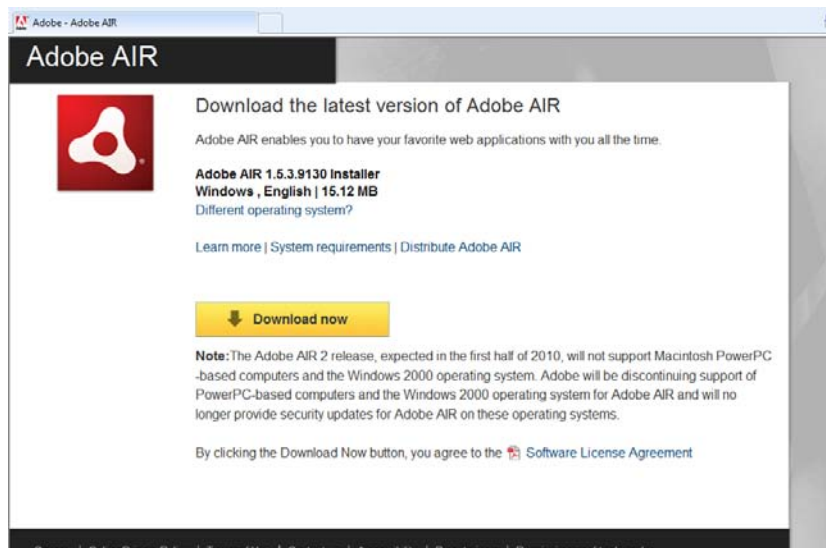 Adobe - Adobe AIR
Adobe AIR
Download the latest version of Adobe AIR
Adobe AIR enables you to have your favorite web applications with you all the time.
Adobe AIR 1.5.3.9130 Installer
Windows , English | 15.12 MB
Different operating system?
Learn more | System requirements | Distribute Adobe AIR
Download now
Note:The Adobe AIR 2 release, expected in the first half of 2010, will not support Macintosh PowerPC
-based computers and the Windows 2000 operating system. Adobe will be discontinuing support of
PowerPC-based computers and the Windows 2000 operating system for Adobe AIR and will no
longer provide security updates for Adobe AIR on these operating systems.
By clicking the Download Now button, you agree to the Software License Agreement